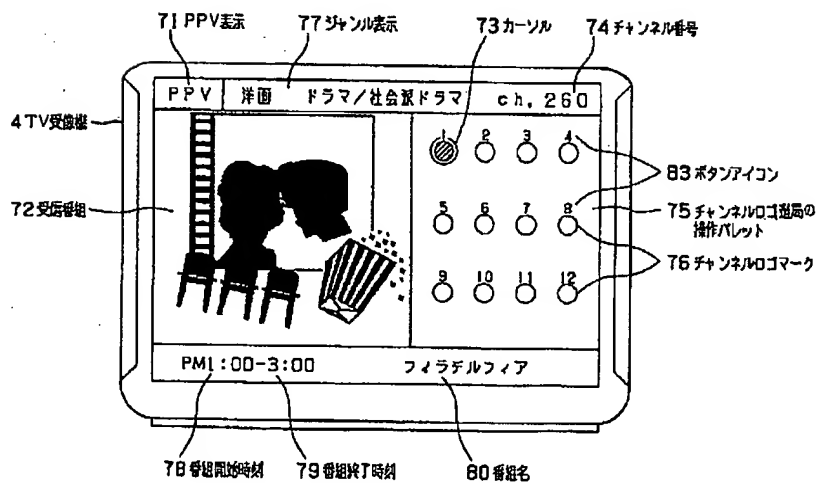 71 PPV表示
77 ジャンル表示
73 カーソル
74 チャンネル番号
4 TV受像機
PPV 洋画 ドラマ/社会派ドラマ ch. 260
1 2 3 4
83 ボタンアイコン
72 受信番組
5 6 7 8
75 チャンネルロゴ選局の
操作パレット
76 チャンネルロゴマーク
9 10 11 12
PM1:00-3:00 フィラデルフィア
78 番組開始時刻
79 番組終了時刻
80 番組名